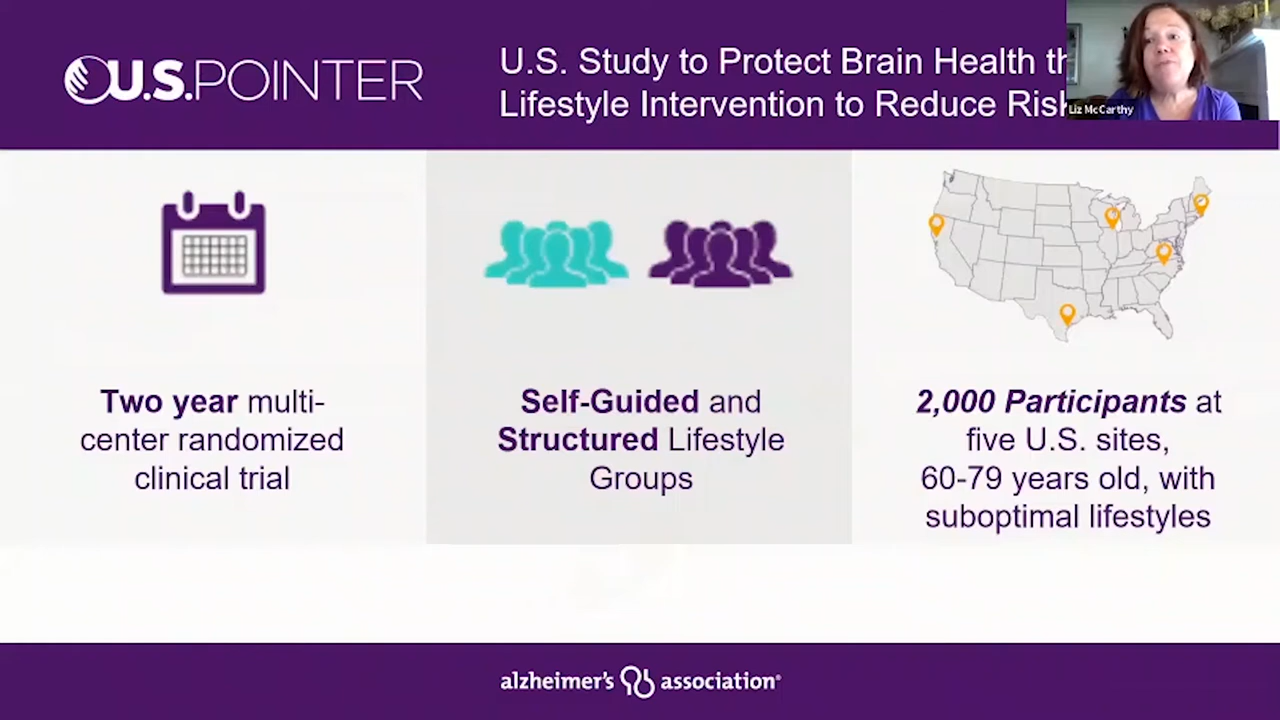 U.S.POINTER
U.S. Study to Protect Brain Health
Lifestyle Intervention to Reduce
Liz McCarthy
Two year multi-
center randomized
clinical trial
Self-Guided and
Structured Lifestyle
Groups
2,000 Participants at
five U.S. sites,
60-79 years old, with
suboptimal lifestyles
alzheimer's association®